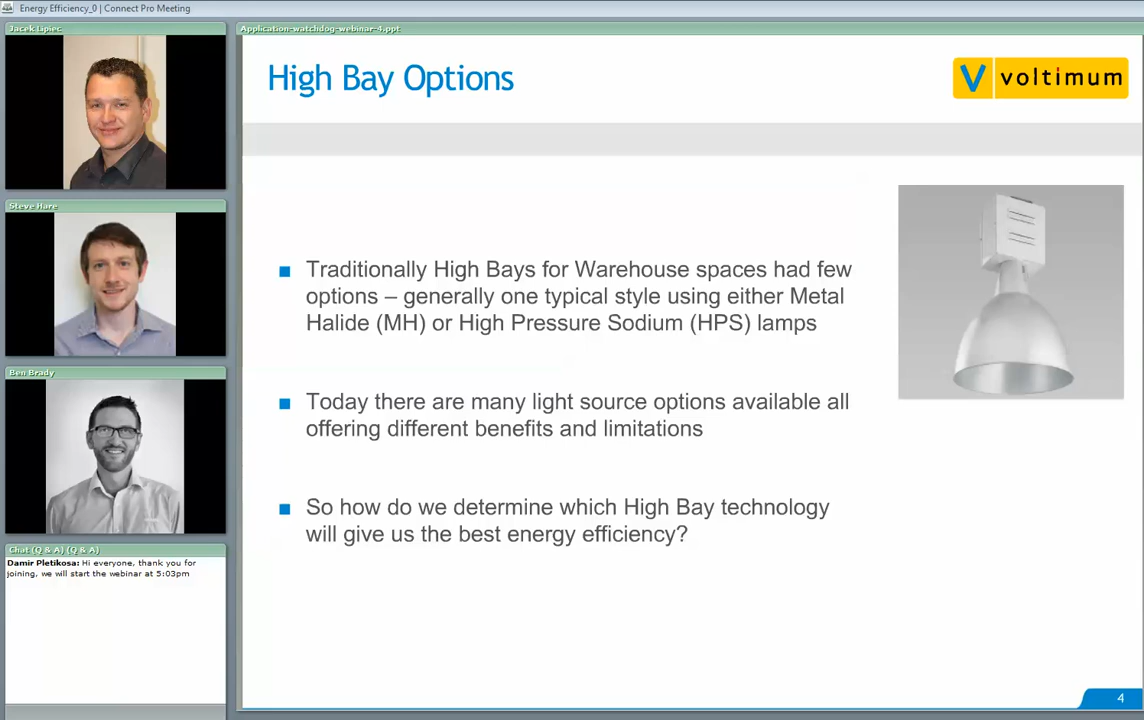 Energy Efficiency_0 | Connect Pro Meeting
Jacek Lipiec
Steve Hare
Ben Brady
Chat (Q & A) (Q & A)
Damir Pletikosa: Hi everyone, thank you for
joining, we will start the webinar at 5:03pm
Application-watchdog-webinar-4.ppt
High Bay Options
V voltimum
Traditionally High Bays for Warehouse spaces had few
options – generally one typical style using either Metal
Halide (MH) or High Pressure Sodium (HPS) lamps
Today there are many light source options available all
offering different benefits and limitations
So how do we determine which High Bay technology
will give us the best energy efficiency?
4